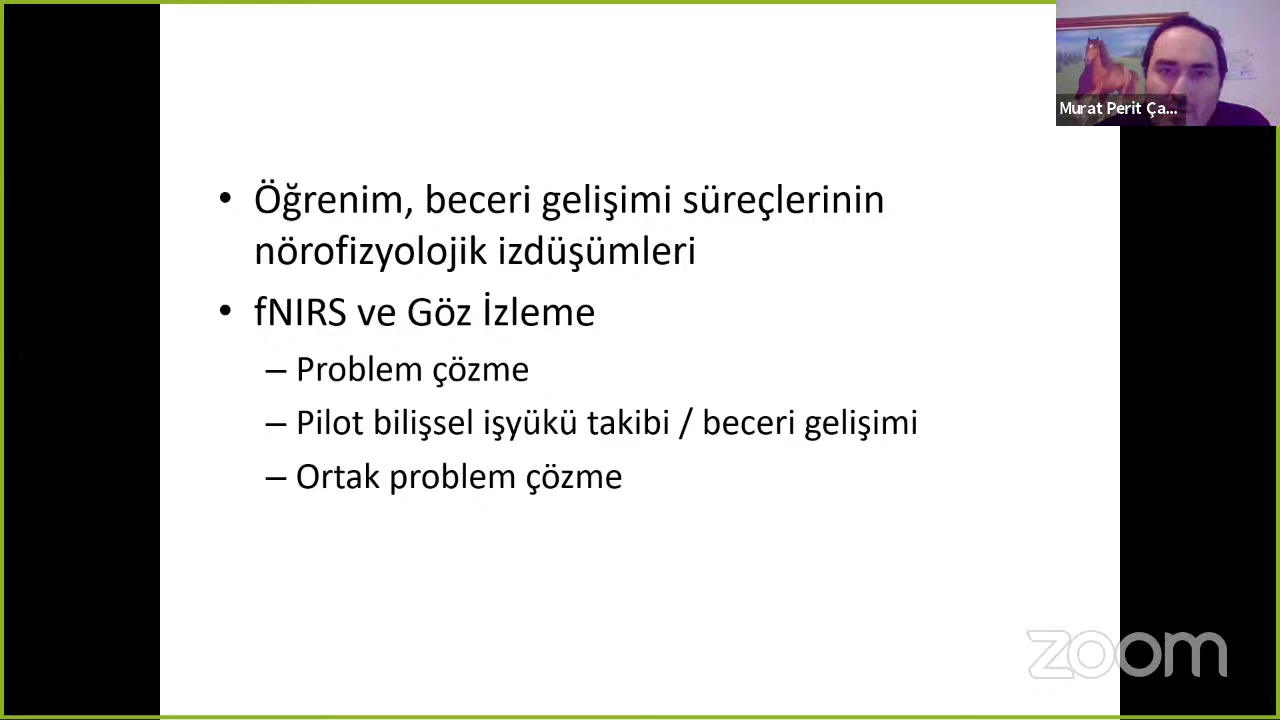 Murat Perit Ça...
• Öğrenim, beceri gelişimi süreçlerinin
nörofizyolojik izdüşümleri
• fNIRS ve Göz İzleme
– Problem çözme
– Pilot bilişsel işyükü takibi / beceri gelişimi
– Ortak problem çözme
zoom